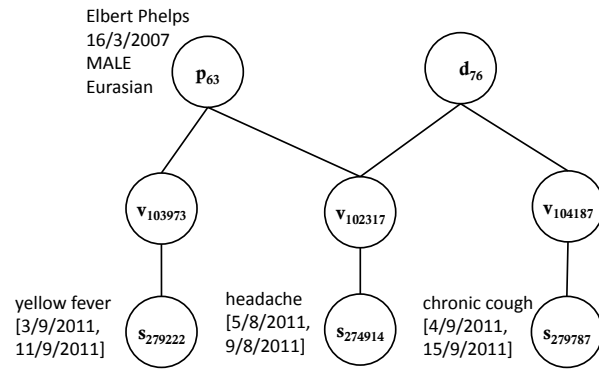 Elbert Phelps
16/3/2007
MALE
Eurasian
p63
d76
v103973
v102317
v104187
yellow fever
[3/9/2011,
11/9/2011]
s279222
headache
[5/8/2011,
9/8/2011]
s274914
chronic cough
[4/9/2011,
15/9/2011]
s279787